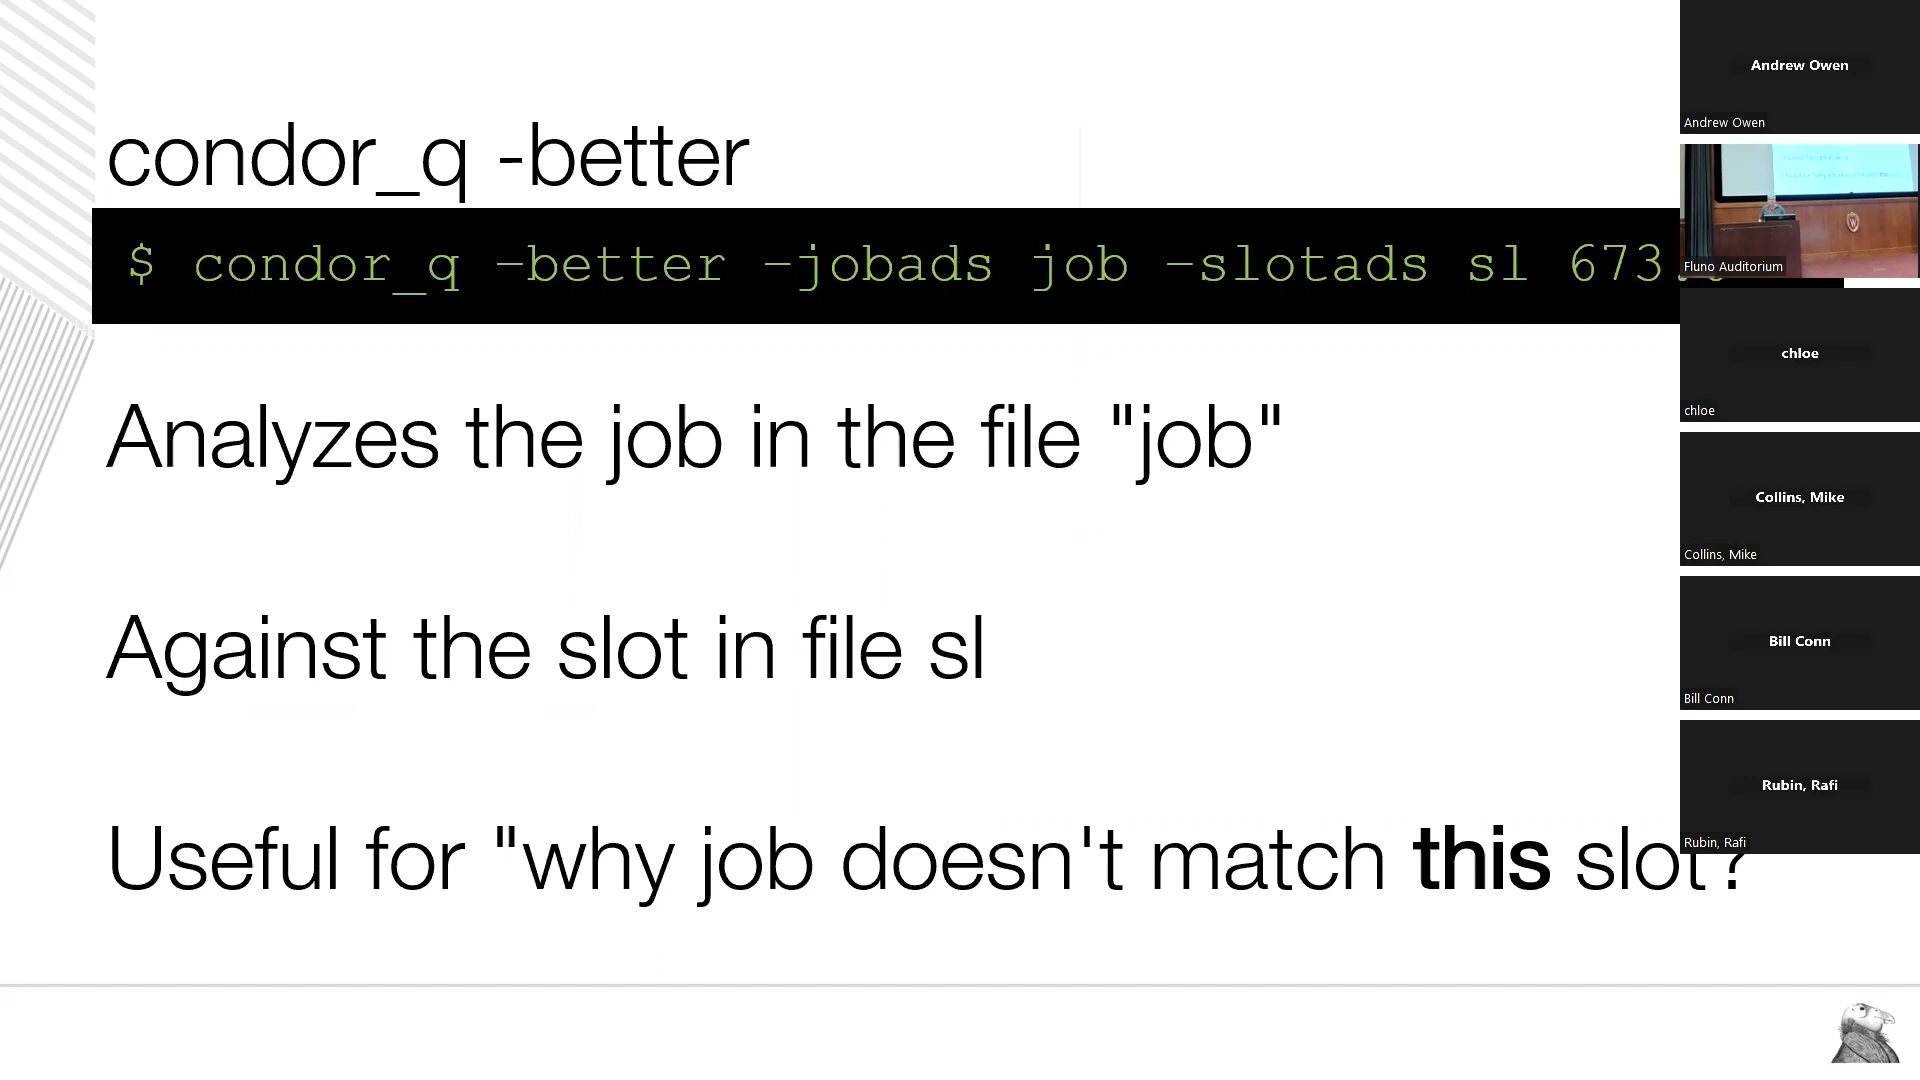 condor_q -better
$ condor_q -better -jobads job -slotads sl 673.
Analyzes the job in the file "job"
Against the slot in file sl
Useful for "why job doesn't match this slot?
Andrew Owen
Andrew Owen
Fluno Auditorium
chloe
chloe
Collins, Mike
Collins, Mike
Bill Conn
Bill Conn
Rubin, Rafi
Rubin, Rafi